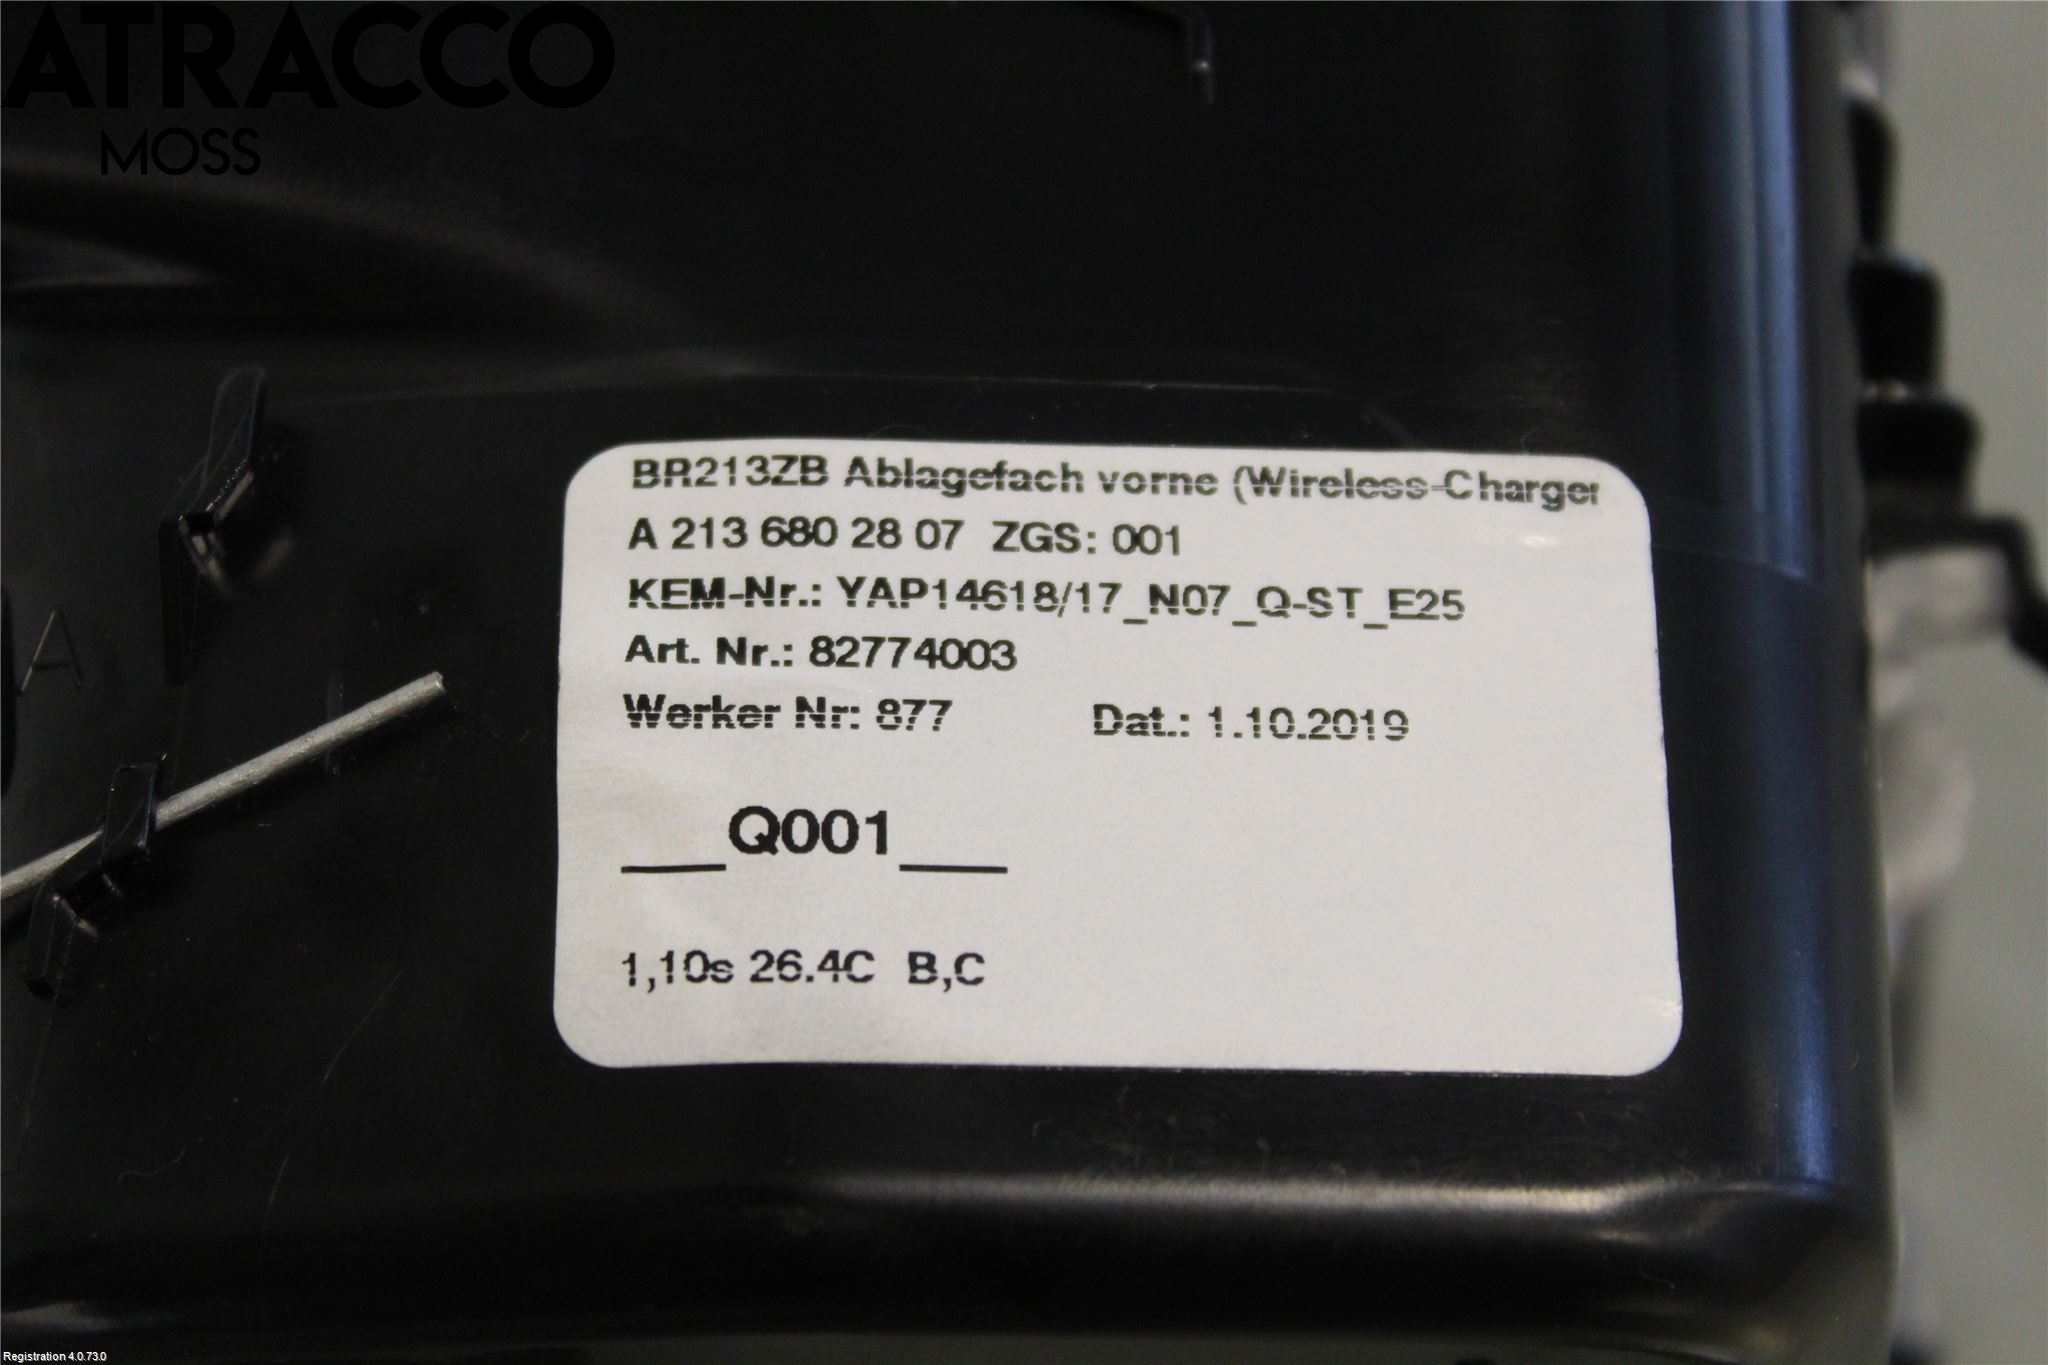 ATRACCO
MOSS
BR213ZB Ablagefach vorne (Wireless-Charger
A 213 680 28 07 ZGS: 001
KEM-Nr.: YAP14618/17_N07_Q-ST_E25
Art. Nr.: 82774003
Werker Nr: 877 Dat.: 1.10.2019
___Q001___
1,10s 26.4C B,C
A
Registration 4.0.73.0